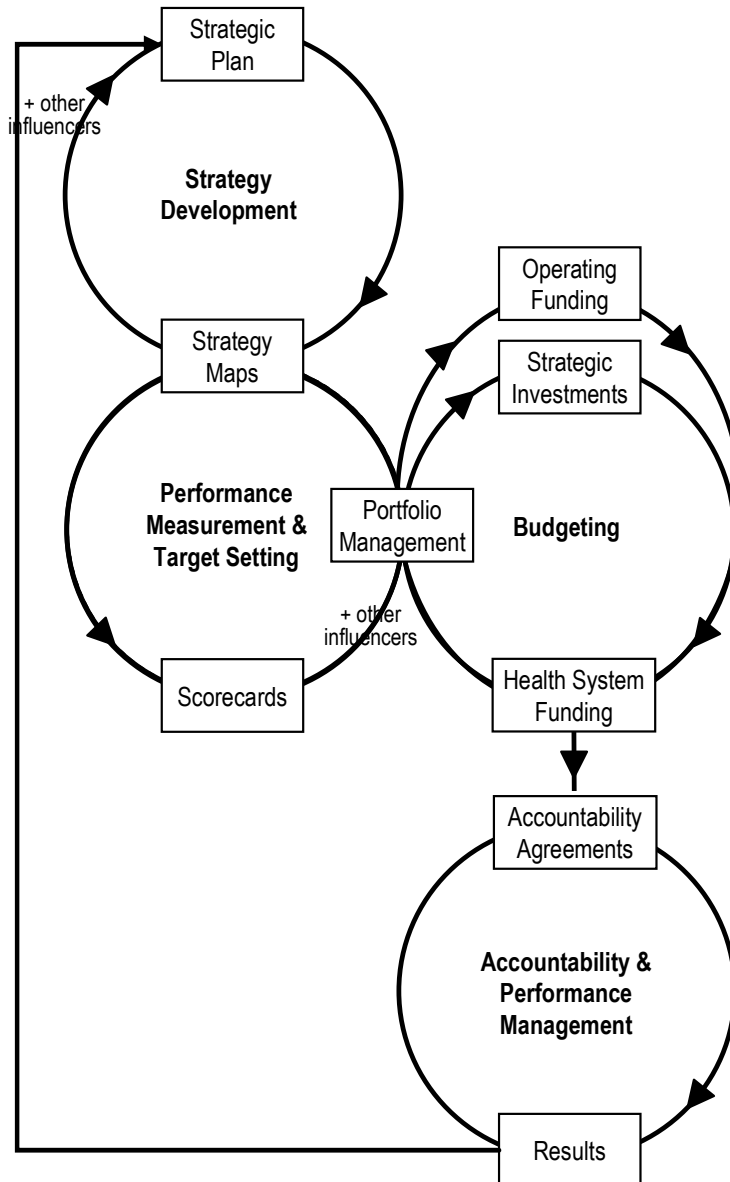 Strategic
Plan
+ other
influencers
Strategy
Development
Operating
Funding
Strategy
Maps
Strategic
Investments
Performance
Measurement &
Target Setting
Portfolio
Management
Budgeting
+ other
influencers
Scorecards
Health System
Funding
Accountability
Agreements
Accountability &
Performance
Management
Results